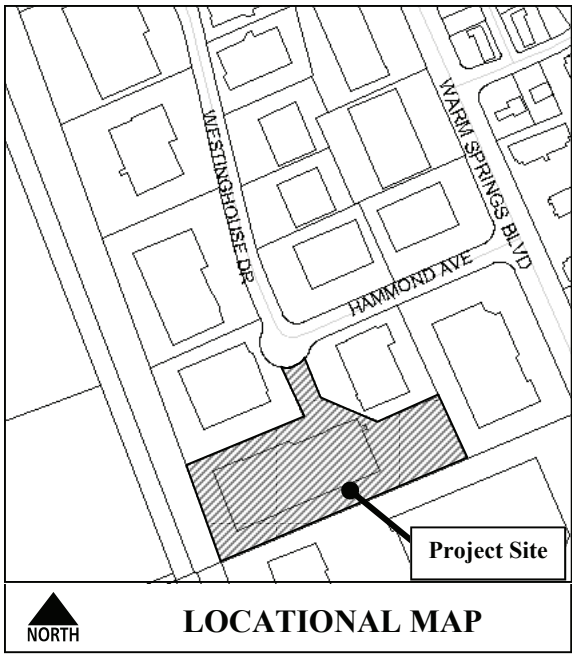 WESTINGHOUSE DR
WARM SPRINGS BLVD
HAMMOND AVE
Project Site
NORTH
LOCATIONAL MAP